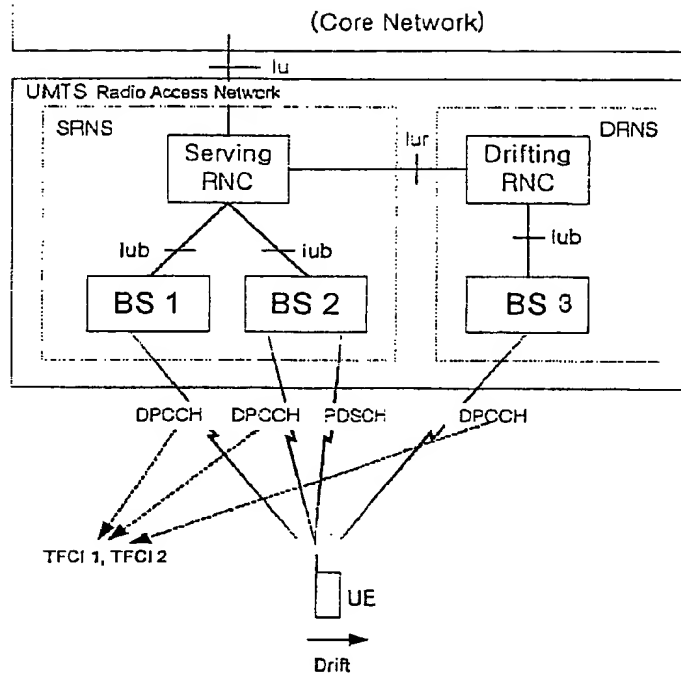 (Core Network)
Iu
UMTS Radio Access Network
SRNS
DRNS
Serving
RNC
Iur
Drifting
RNC
Iub
iub
Iub
BS 1
BS 2
BS 3
DPCCH
DPCCH
PDSCH
DPCCH
TFCI 1, TFCI 2
UE
Drift